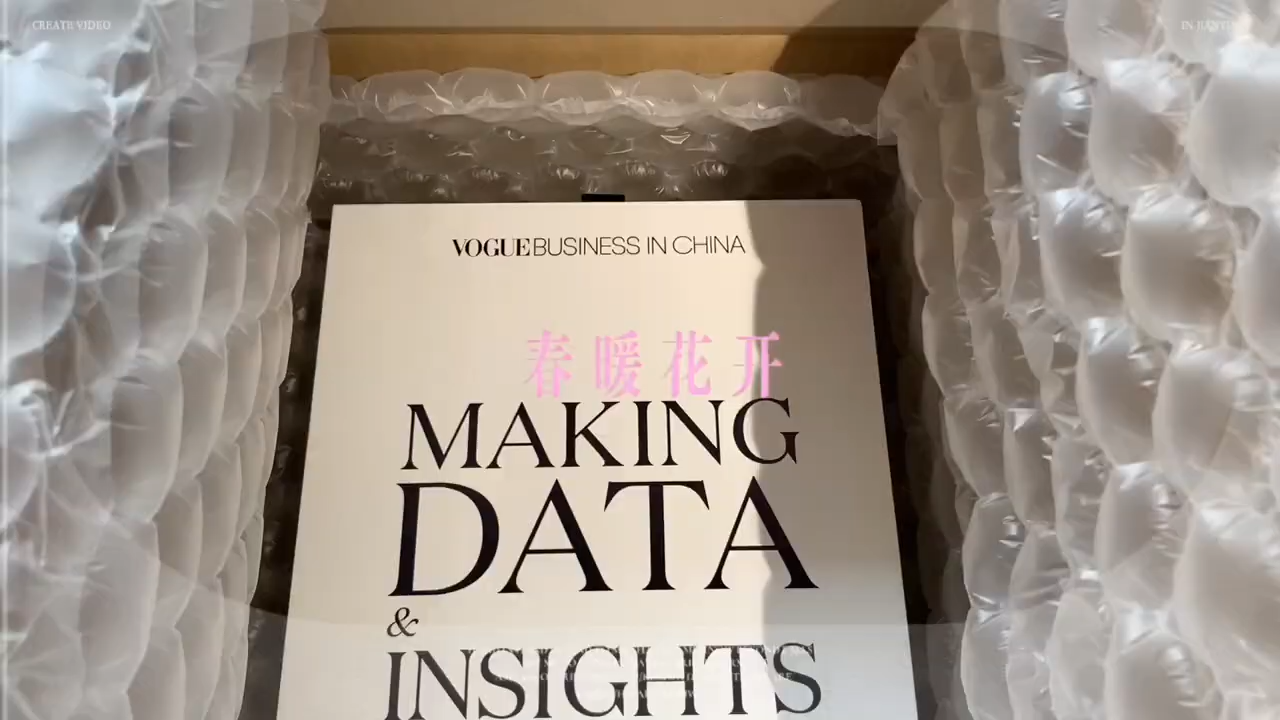 CREATE VIDEO
VOGUE BUSINESS IN CHINA
春暖花开
MAKING
DATA
&
INSIGHTS